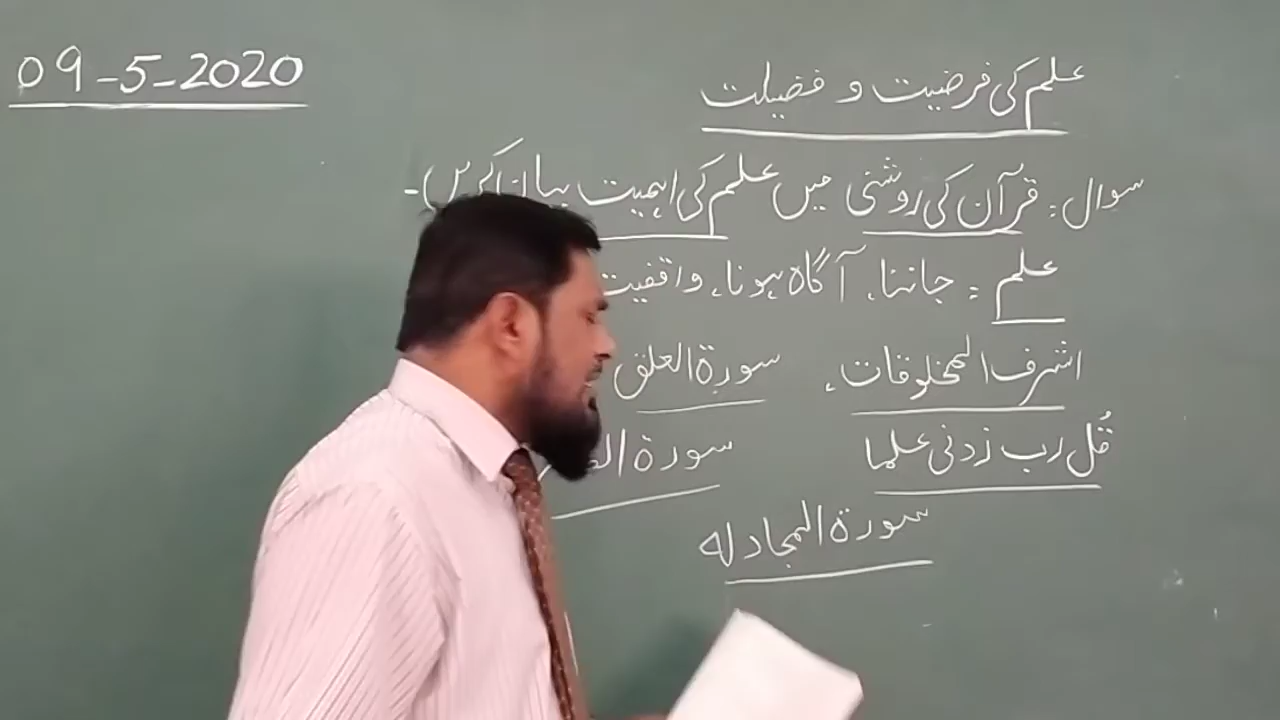 09-5-2020
علم کی فرضیت و فضیلت
سوال: قرآن کی روشنی میں علم کی اہمیت بیان کریں۔
علم : جاننا، آگاہ ہونا، واقفیت
اشرف المخلوقات، سورۃ العلق
قُل رب زدنی علما سورۃ
سورۃ المجادلہ